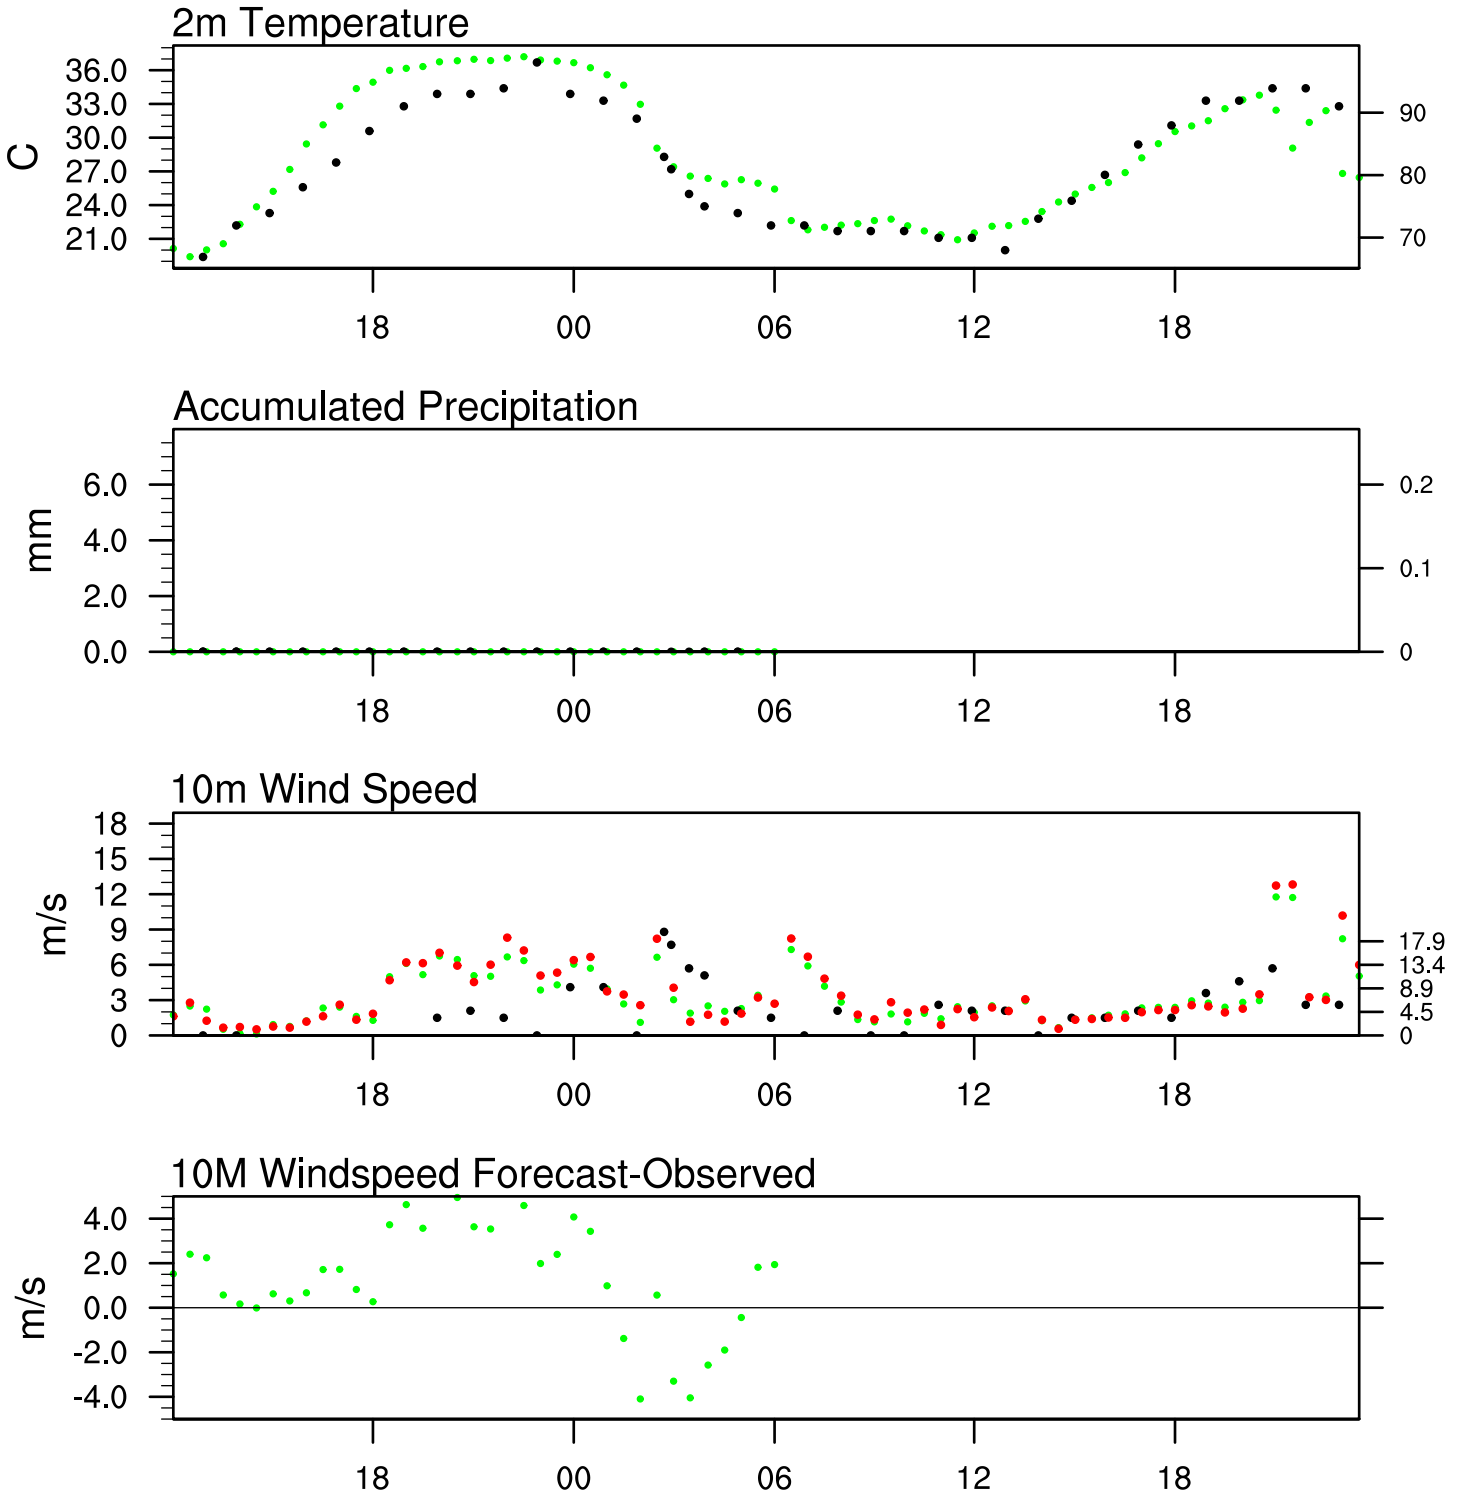 2m Temperature
C
36.0
33.0
30.0
27.0
24.0
21.0
90
80
70
18 00 06 12 18
Accumulated Precipitation
mm
6.0
4.0
2.0
0.0
0.2
0.1
0
18 00 06 12 18
10m Wind Speed
m/s
18
15
12
9
6
3
0
17.9
13.4
8.9
4.5
0
18 00 06 12 18
10M Windspeed Forecast-Observed
m/s
4.0
2.0
0.0
-2.0
-4.0
18 00 06 12 18